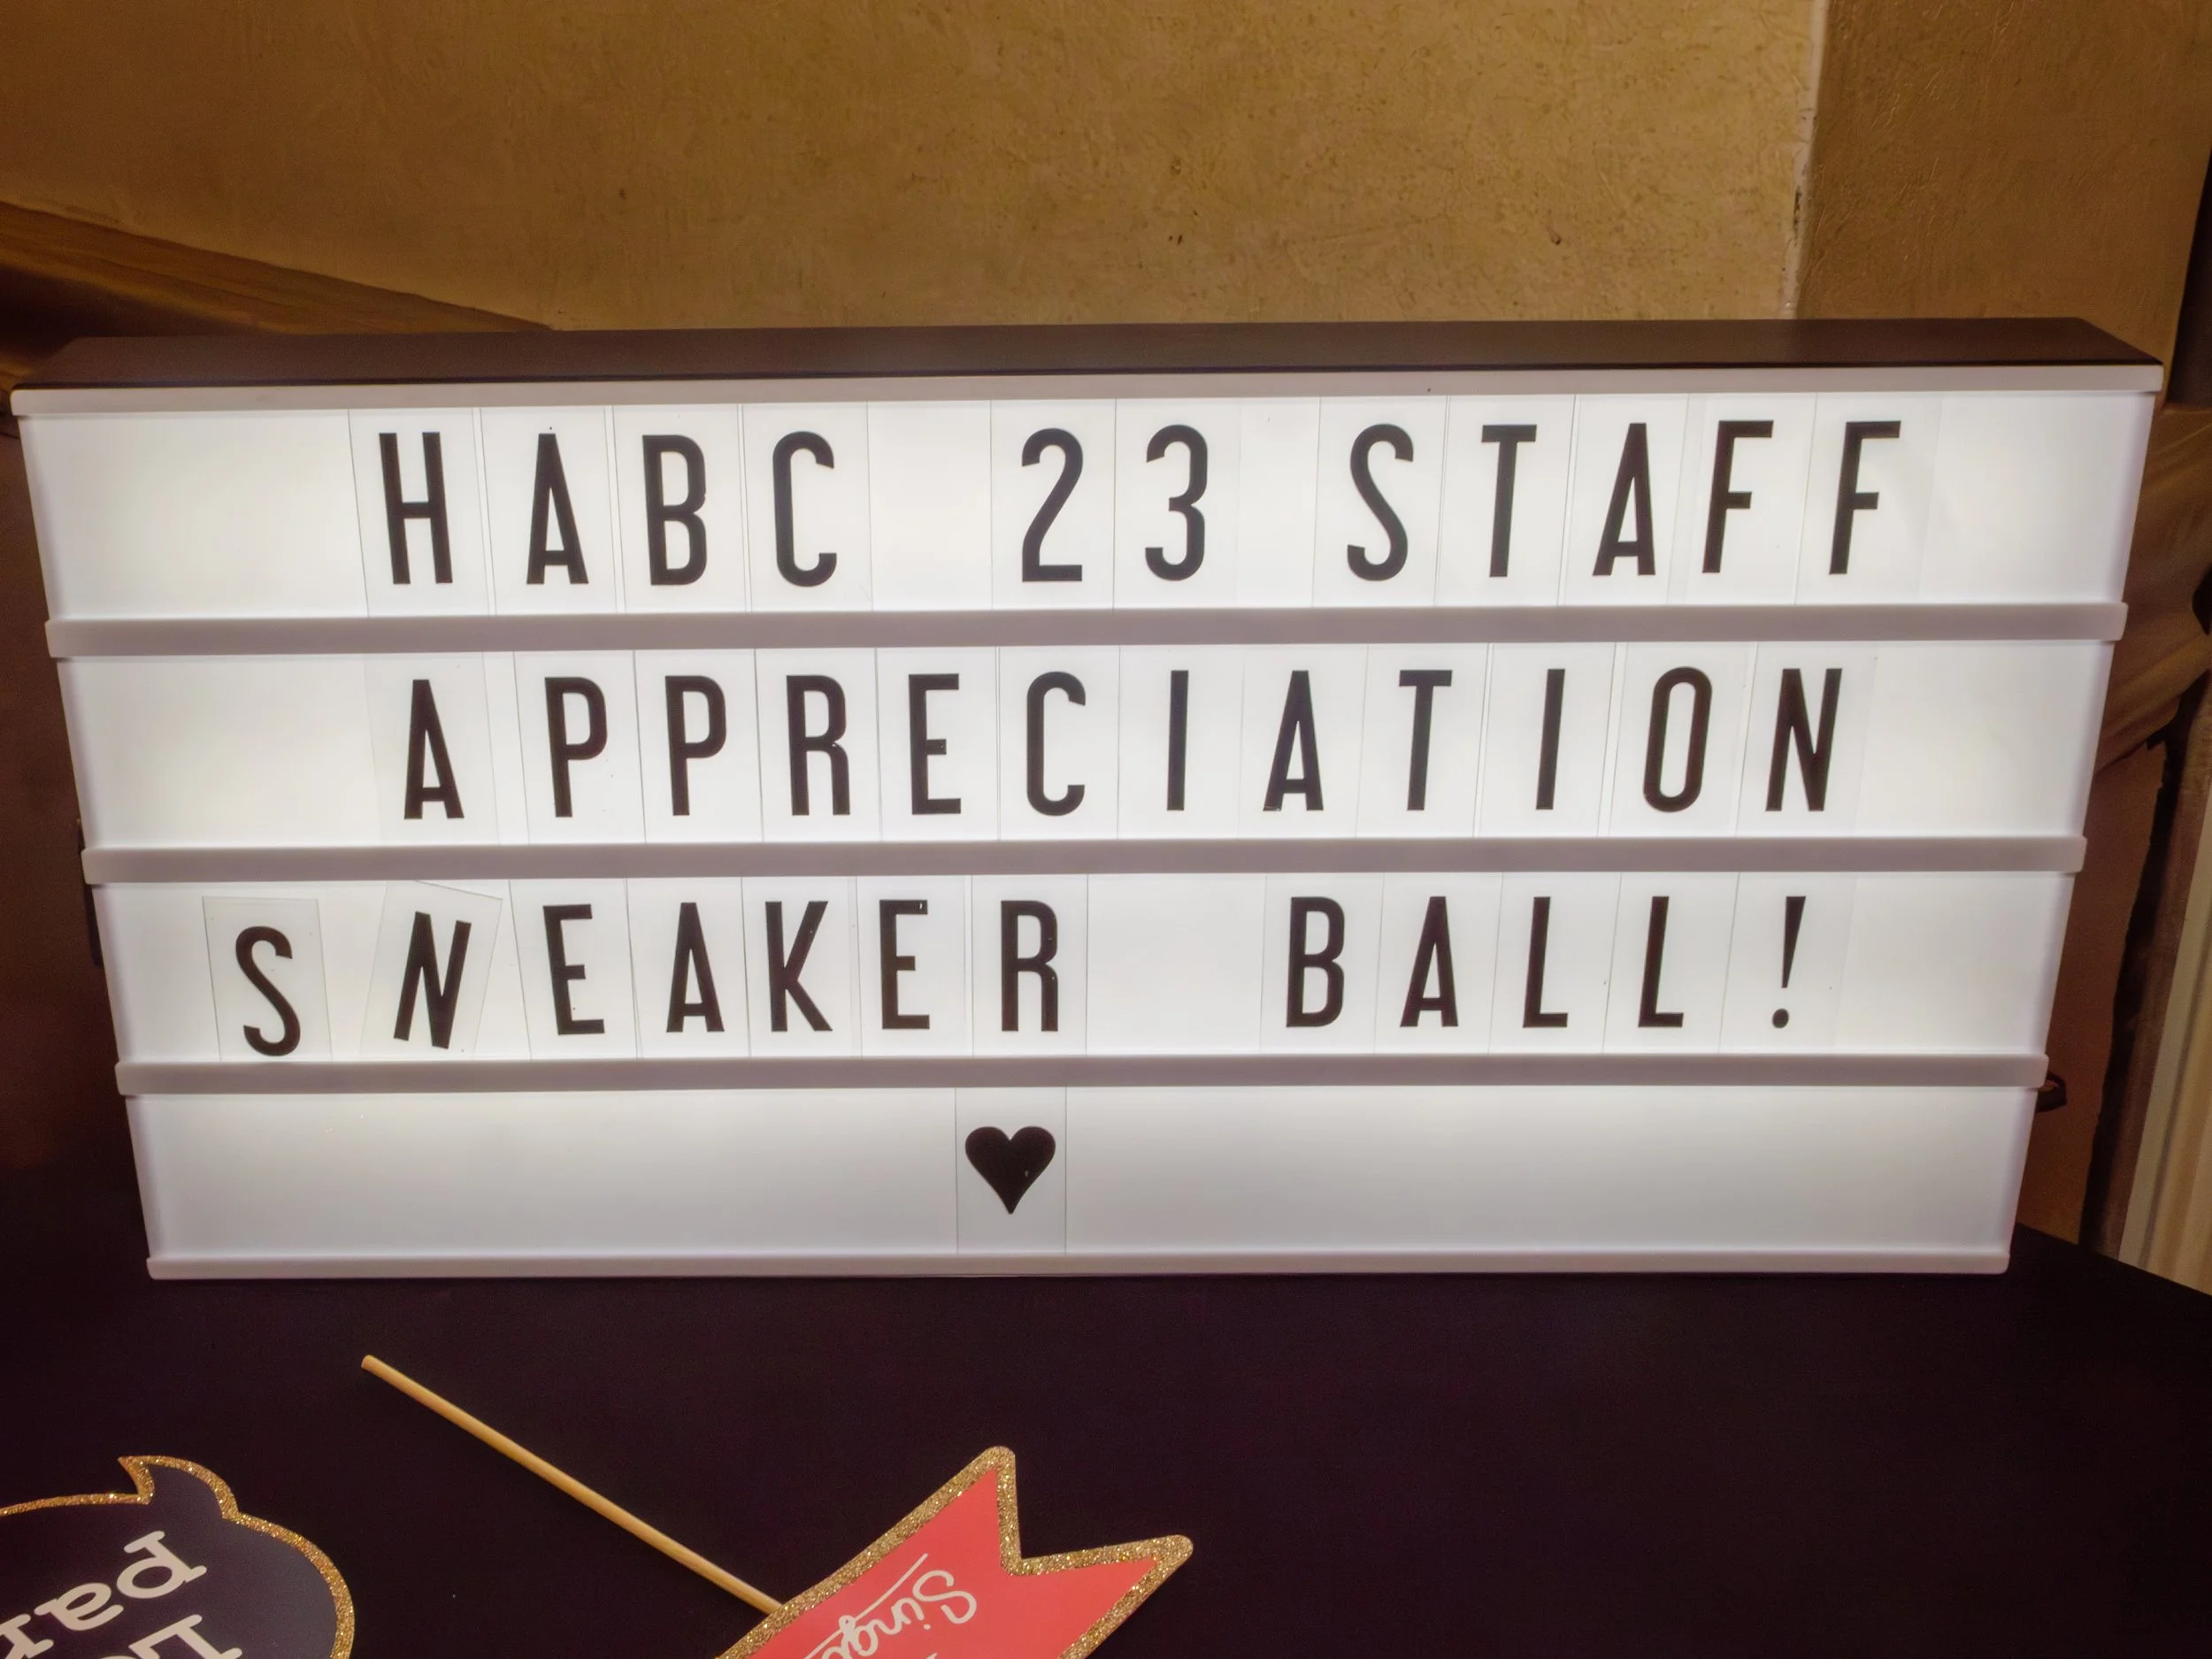 HABC 23 STAFF
APPRECIATION
SNEAKER BALL!
♥